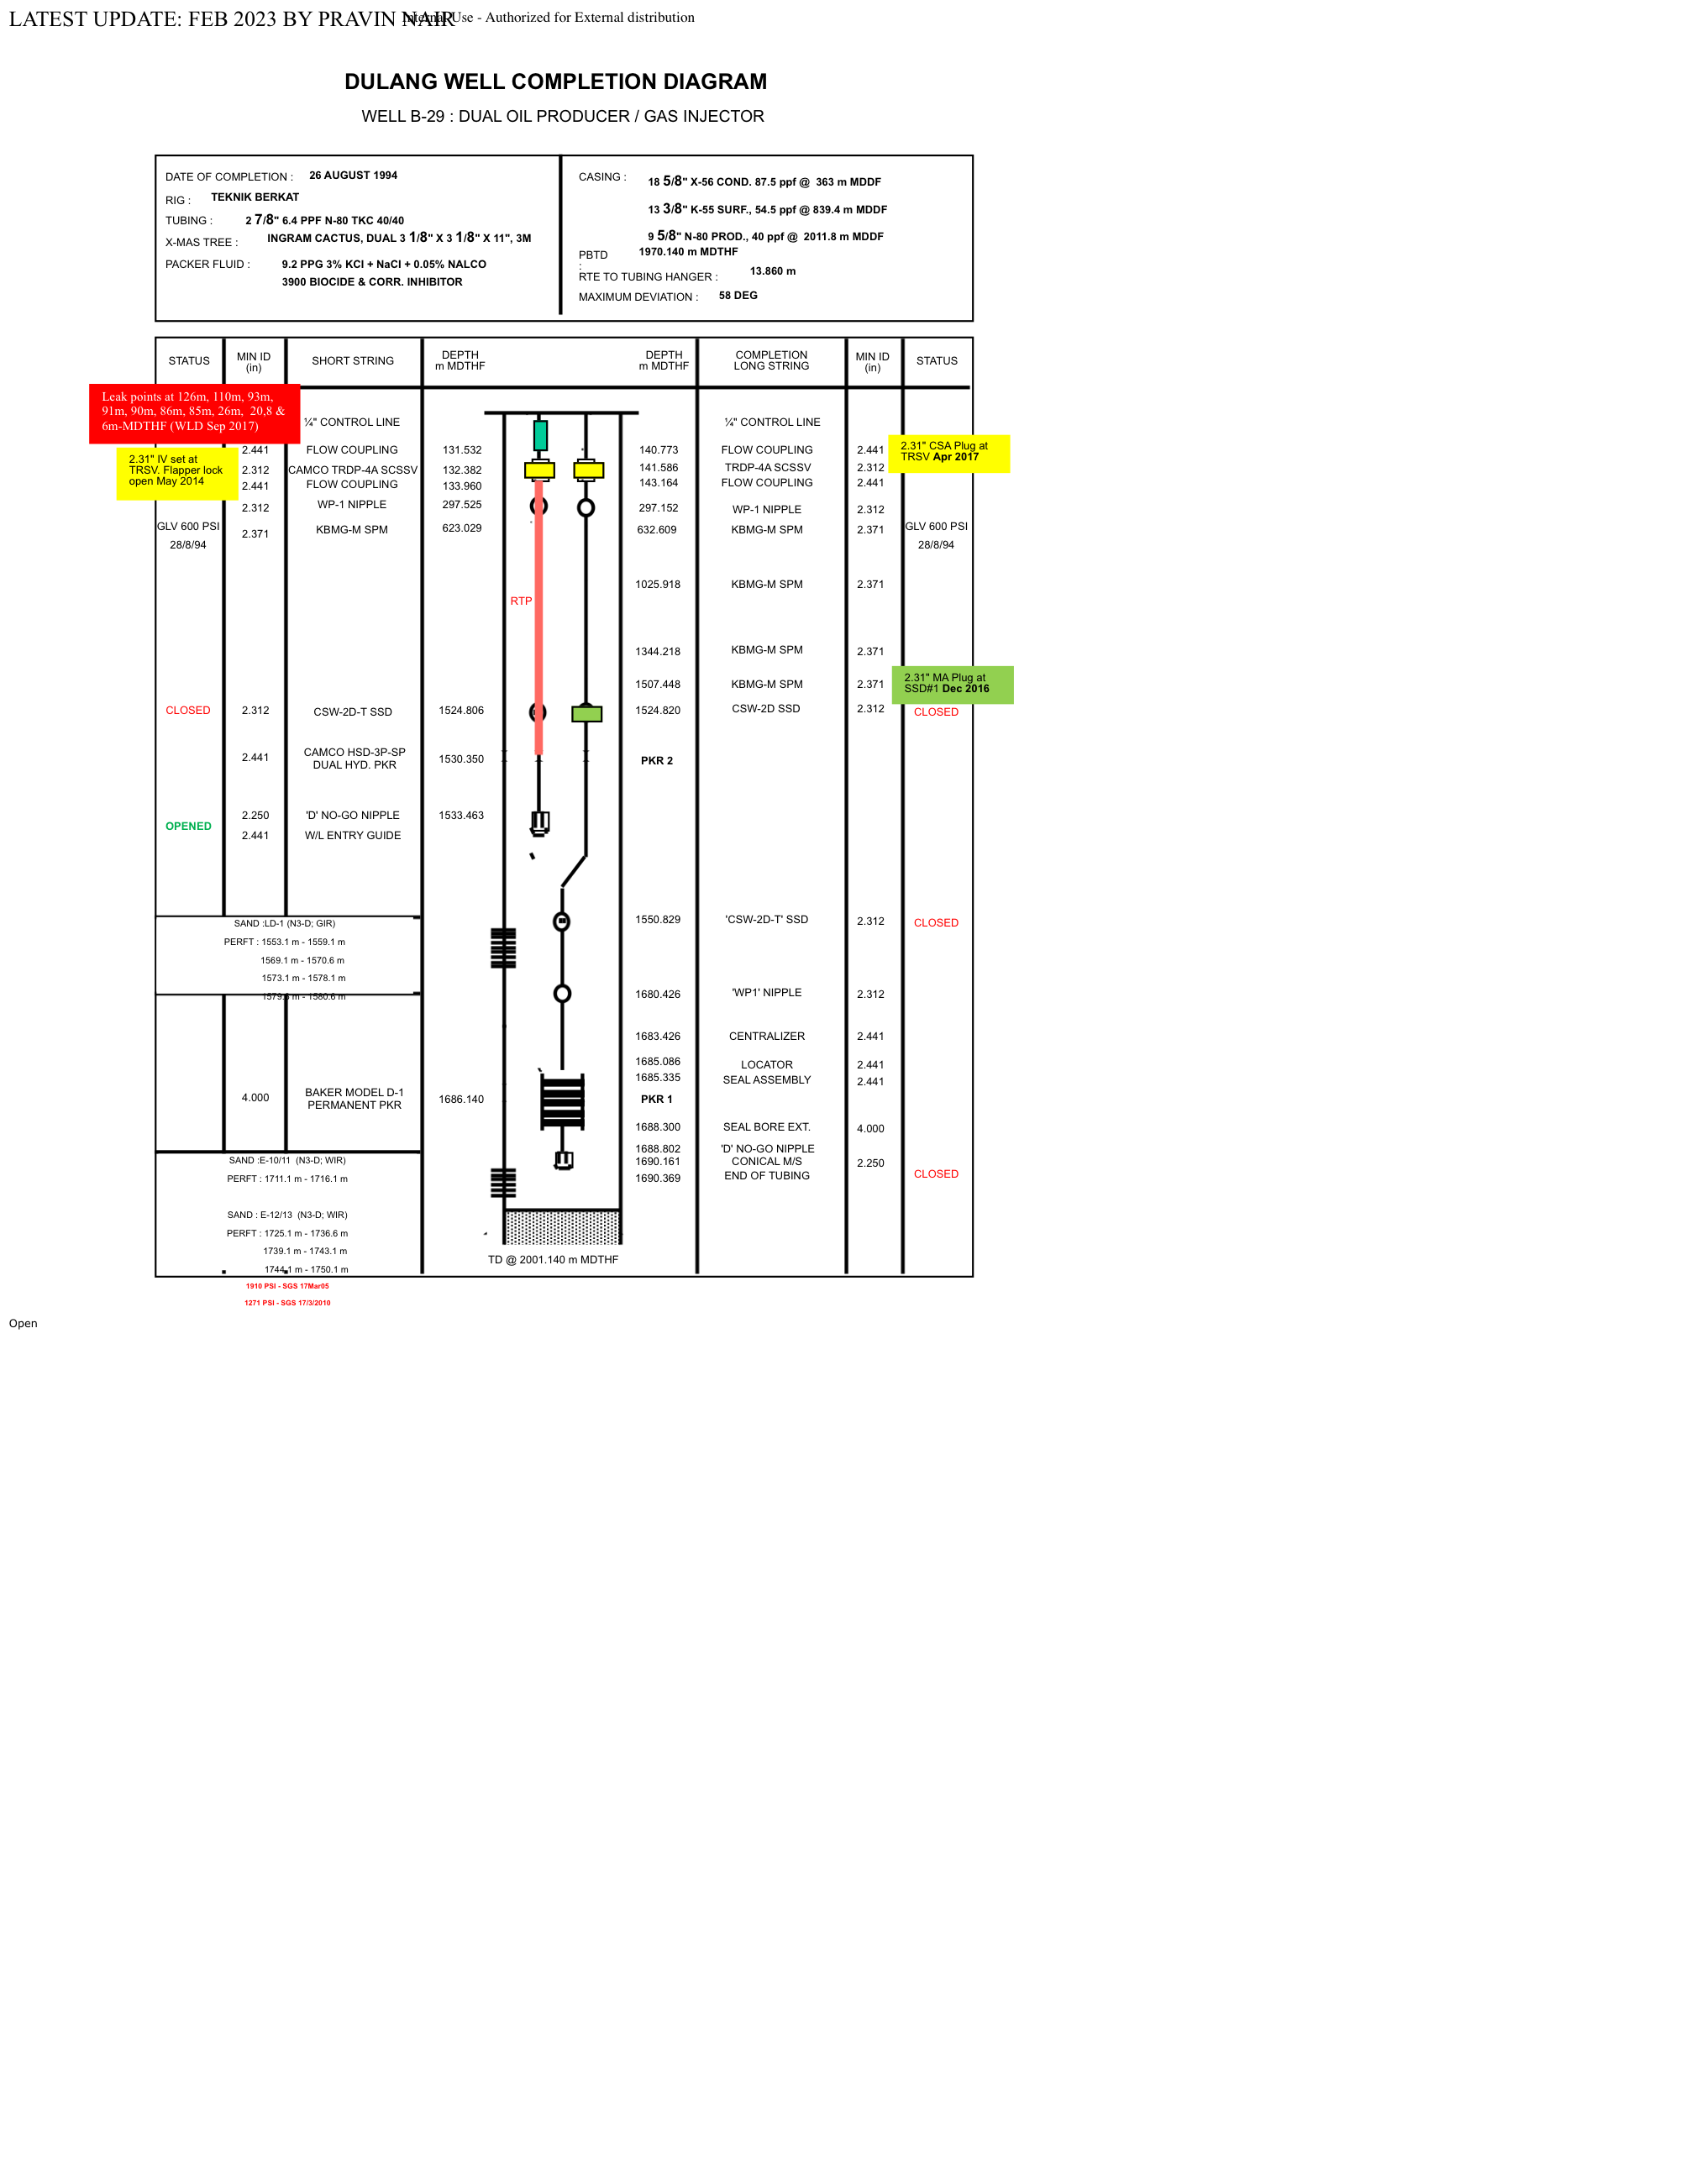 LATEST UPDATE: FEB 2023 BY PRAVIN NAIR
Internal Use - Authorized for External distribution
DULANG WELL COMPLETION DIAGRAM
WELL B-29 : DUAL OIL PRODUCER / GAS INJECTOR
DATE OF COMPLETION : 26 AUGUST 1994
RIG : TEKNIK BERKAT
TUBING : 2 7/8" 6.4 PPF N-80 TKC 40/40
X-MAS TREE : INGRAM CACTUS, DUAL 3 1/8" X 3 1/8" X 11", 3M
PACKER FLUID : 9.2 PPG 3% KCl + NaCl + 0.05% NALCO
3900 BIOCIDE & CORR. INHIBITOR
CASING : 18 5/8" X-56 COND. 87.5 ppf @ 363 m MDDF
13 3/8" K-55 SURF., 54.5 ppf @ 839.4 m MDDF
9 5/8" N-80 PROD., 40 ppf @ 2011.8 m MDDF
PBTD : 1970.140 m MDTHF
RTE TO TUBING HANGER : 13.860 m
MAXIMUM DEVIATION : 58 DEG
STATUS MIN ID (in) SHORT STRING DEPTH m MDTHF DEPTH m MDTHF COMPLETION LONG STRING MIN ID (in) STATUS
Leak points at 126m, 110m, 93m,
91m, 90m, 86m, 85m, 26m, 20,8 &
6m-MDTHF (WLD Sep 2017)
¼" CONTROL LINE ¼" CONTROL LINE
2.441 FLOW COUPLING 131.532 140.773 FLOW COUPLING 2.441
2.31" CSA Plug at
TRSV Apr 2017
2.31" IV set at
TRSV. Flapper lock
open May 2014
2.312 CAMCO TRDP-4A SCSSV 132.382 141.586 TRDP-4A SCSSV 2.312
2.441 FLOW COUPLING 133.960 143.164 FLOW COUPLING 2.441
2.312 WP-1 NIPPLE 297.525 297.152 WP-1 NIPPLE 2.312
GLV 600 PSI 2.371 KBMG-M SPM 623.029 632.609 KBMG-M SPM 2.371 GLV 600 PSI
28/8/94 28/8/94
1025.918 KBMG-M SPM 2.371
RTP
1344.218 KBMG-M SPM 2.371
1507.448 KBMG-M SPM 2.371
2.31" MA Plug at
SSD#1 Dec 2016
CLOSED 2.312 CSW-2D-T SSD 1524.806 1524.820 CSW-2D SSD 2.312 CLOSED
2.441 CAMCO HSD-3P-SP DUAL HYD. PKR 1530.350 PKR 2
2.250 'D' NO-GO NIPPLE 1533.463
OPENED
2.441 W/L ENTRY GUIDE
1550.829 'CSW-2D-T' SSD 2.312 CLOSED
SAND :LD-1 (N3-D; GIR)
PERFT : 1553.1 m - 1559.1 m
1569.1 m - 1570.6 m
1573.1 m - 1578.1 m
m - 1580.6 m
1680.426 'WP1' NIPPLE 2.312
1683.426 CENTRALIZER 2.441
1685.086 LOCATOR 2.441
1685.335 SEAL ASSEMBLY 2.441
4.000 BAKER MODEL D-1 PERMANENT PKR 1686.140 PKR 1
1688.300 SEAL BORE EXT. 4.000
1688.802 'D' NO-GO NIPPLE
1690.161 CONICAL M/S 2.250
1690.369 END OF TUBING CLOSED
SAND :E-10/11 (N3-D; WIR)
PERFT : 1711.1 m - 1716.1 m
SAND : E-12/13 (N3-D; WIR)
PERFT : 1725.1 m - 1736.6 m
1739.1 m - 1743.1 m
1744.1 m - 1750.1 m
TD @ 2001.140 m MDTHF
1910 PSI - SGS 17Mar05
1271 PSI - SGS 17/3/2010
Open